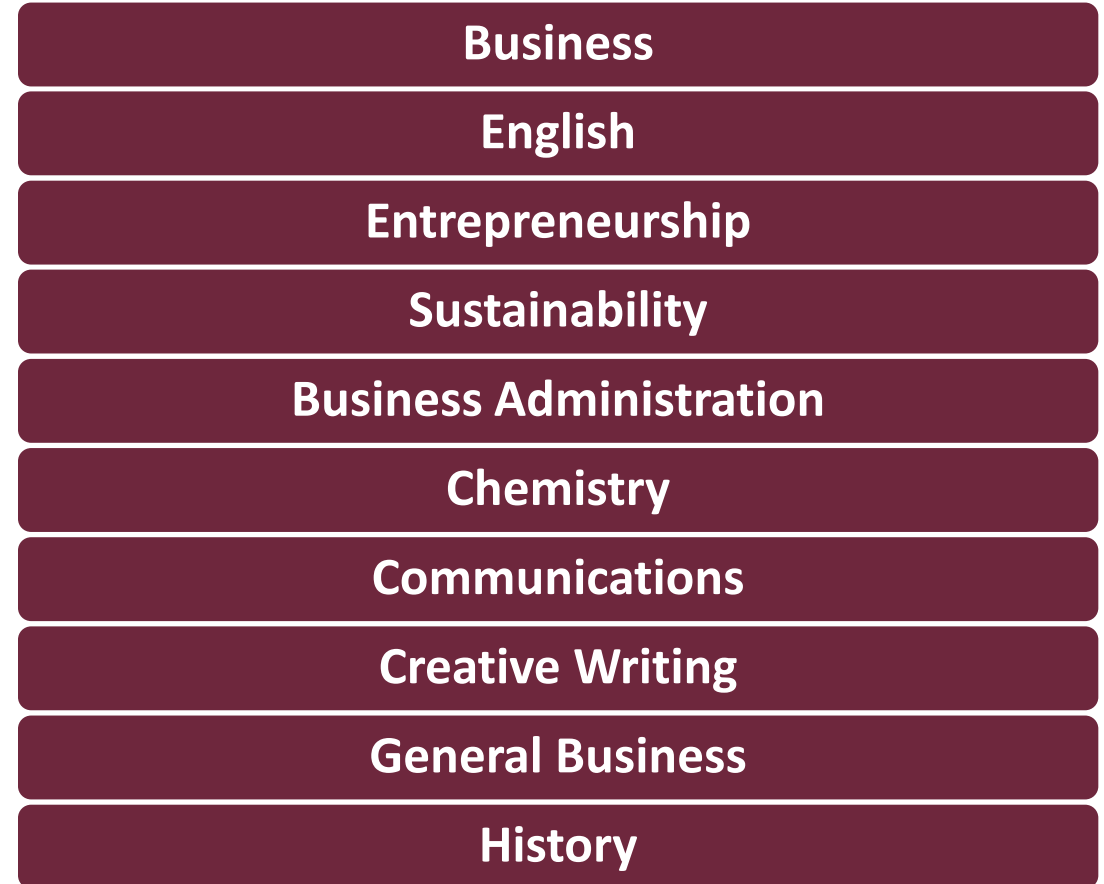 Business
English
Entrepreneurship
Sustainability
Business Administration
Chemistry
Communications
Creative Writing
General Business
History